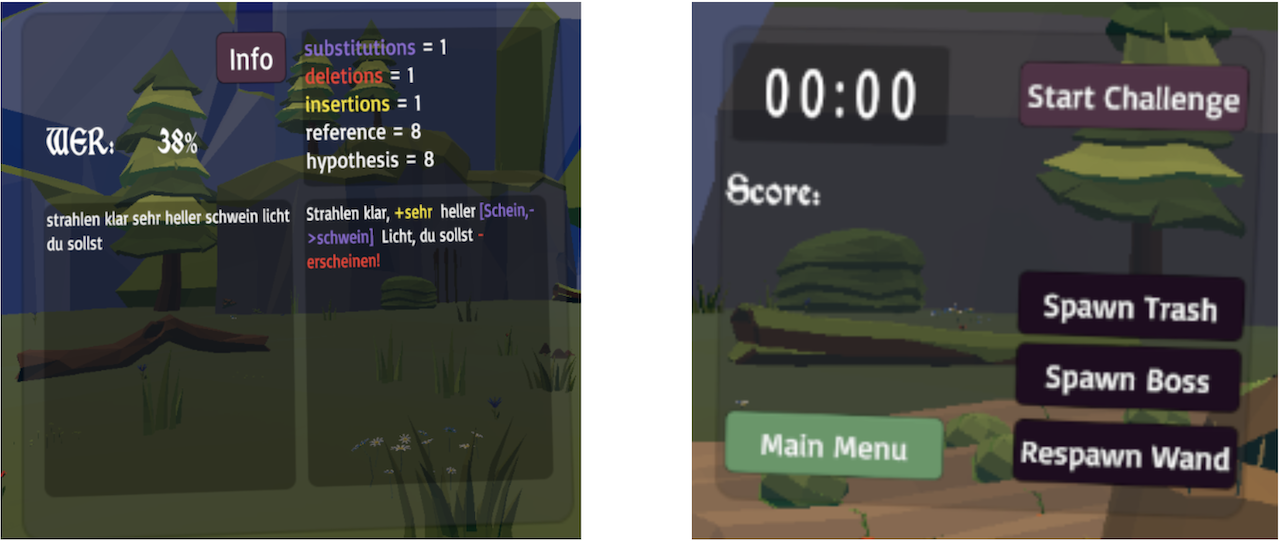 Info
substitutions = 1
deletions = 1
insertions = 1
reference = 8
hypothesis = 8
WER: 38%
strahlen klar sehr heller schwein licht
du sollst
Strahlen klar, +sehr heller [Schein,-
>schwein] Licht, du sollst -
erscheinen!
00:00
Start Challenge
Score:
Spawn Trash
Spawn Boss
Main Menu
Respawn Wand